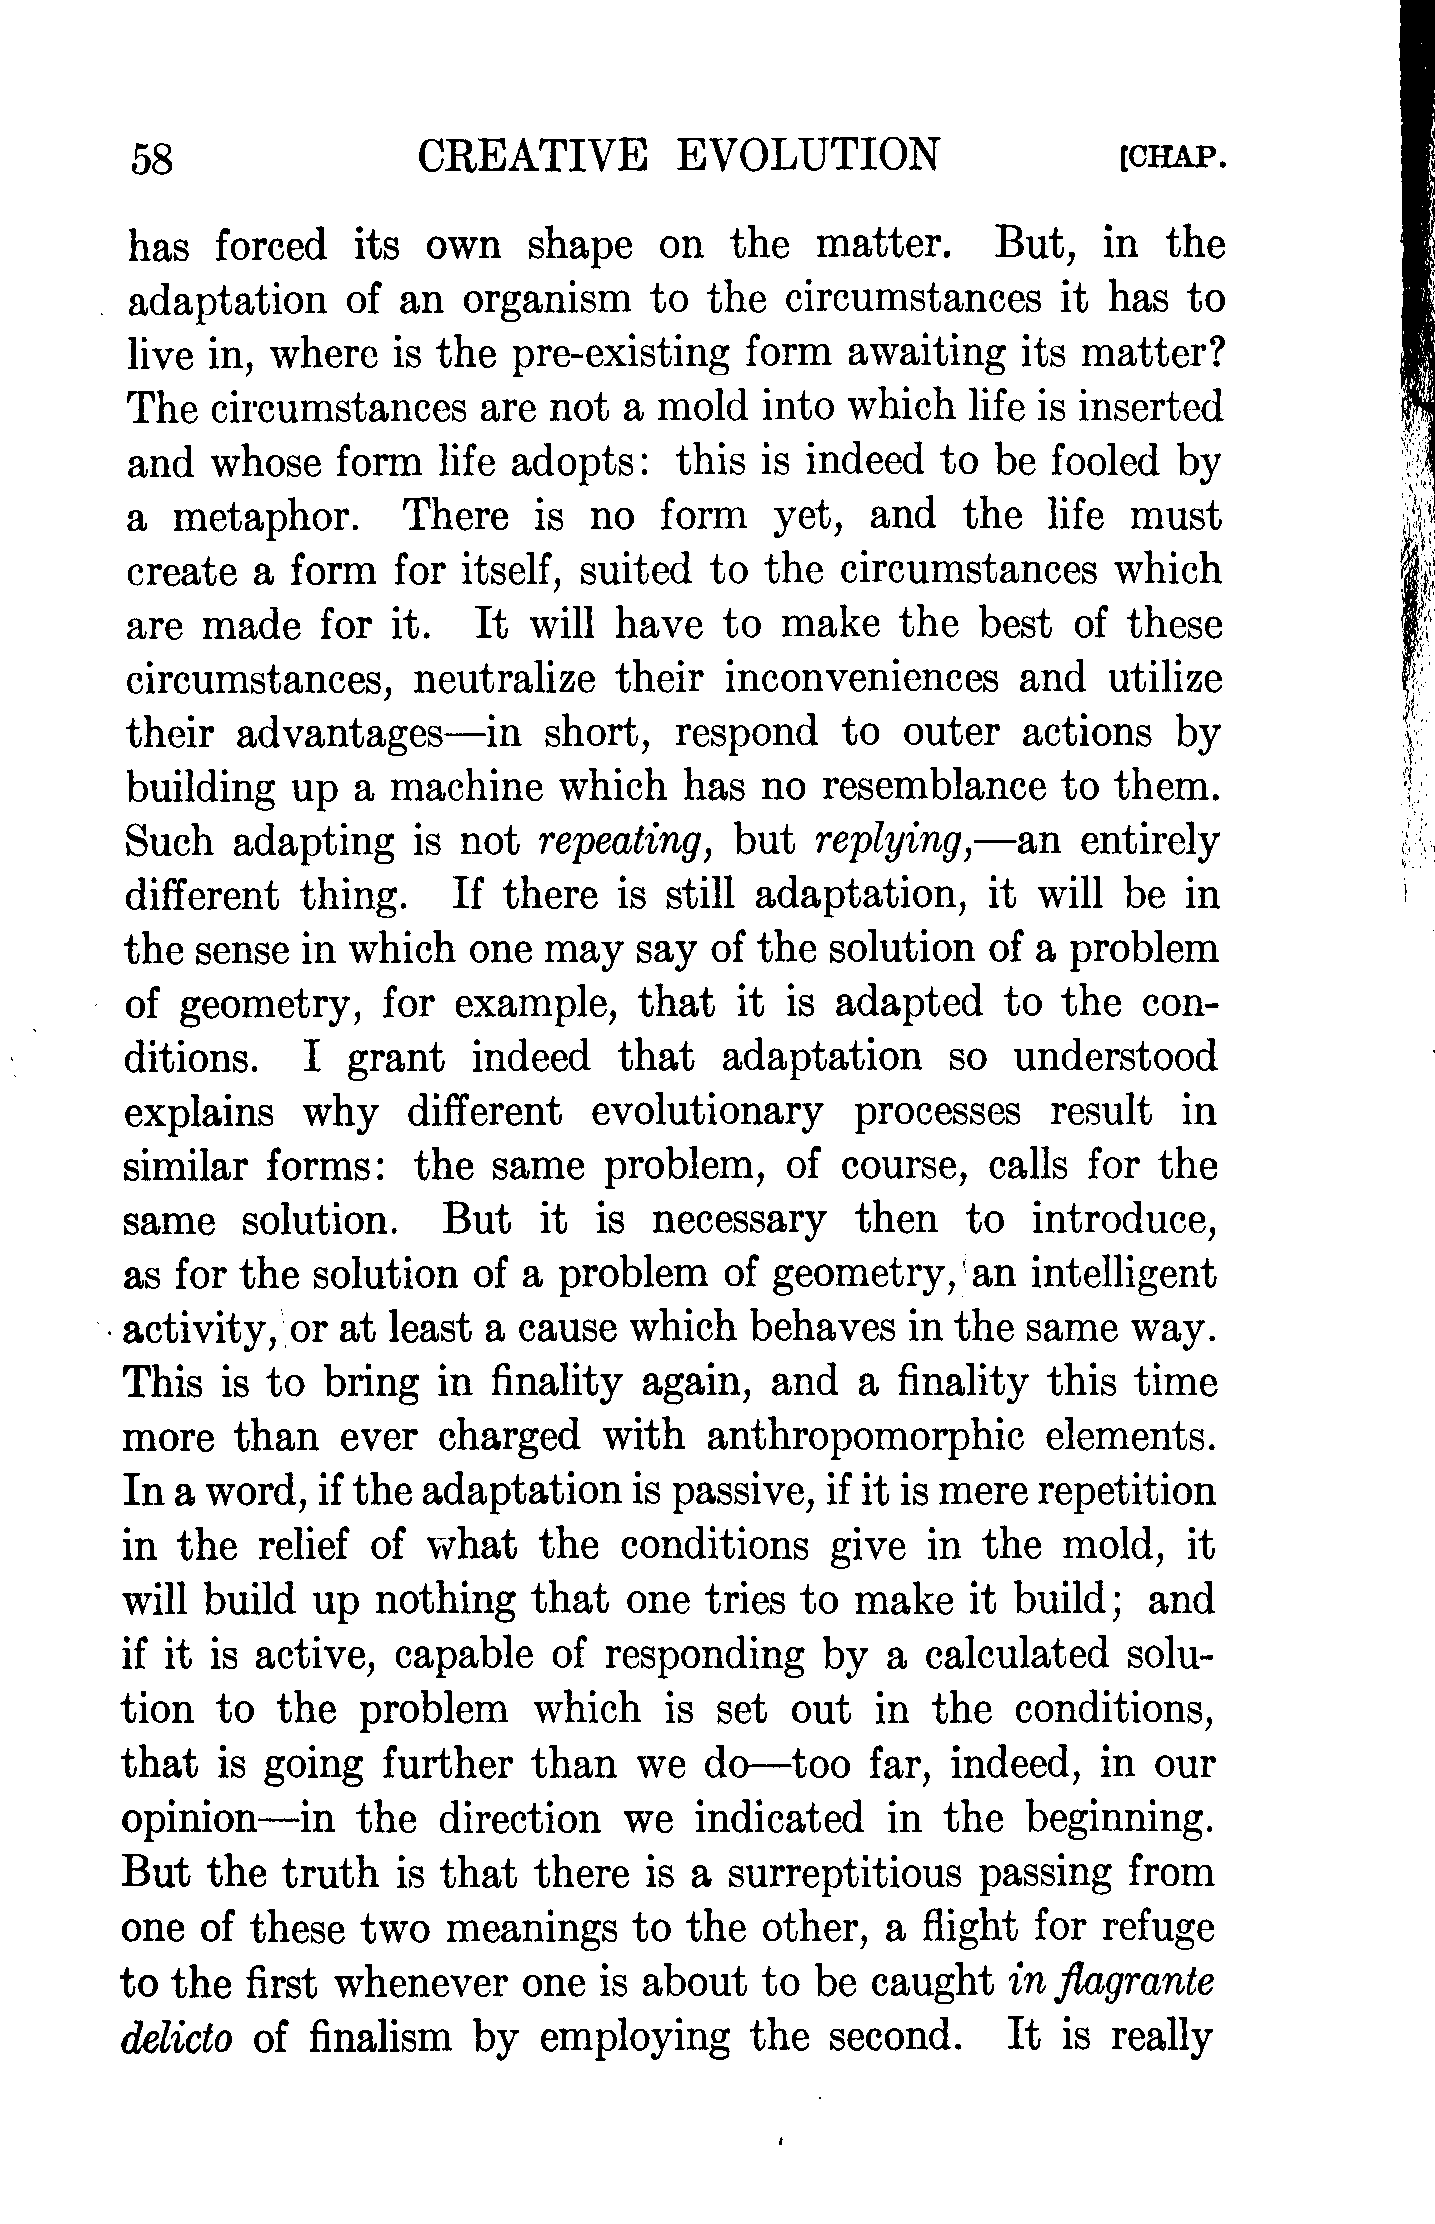 58 CREATIVE EVOLUTION [CHAP.
has forced its own shape on the matter. But, in the
adaptation of an organism to the circumstances it has to
live in, where is the pre-existing form awaiting its matter?
The circumstances are not a mold into which life is inserted
and whose form life adopts: this is indeed to be fooled by
a metaphor. There is no form yet, and the life must
create a form for itself, suited to the circumstances which
are made for it. It will have to make the best of these
circumstances, neutralize their inconveniences and utilize
their advantages—in short, respond to outer actions by
building up a machine which has no resemblance to them.
Such adapting is not repeating, but replying,—an entirely
different thing. If there is still adaptation, it will be in
the sense in which one may say of the solution of a problem
of geometry, for example, that it is adapted to the con-
ditions. I grant indeed that adaptation so understood
explains why different evolutionary processes result in
similar forms: the same problem, of course, calls for the
same solution. But it is necessary then to introduce,
as for the solution of a problem of geometry, an intelligent
activity, or at least a cause which behaves in the same way.
This is to bring in finality again, and a finality this time
more than ever charged with anthropomorphic elements.
In a word, if the adaptation is passive, if it is mere repetition
in the relief of what the conditions give in the mold, it
will build up nothing that one tries to make it build; and
if it is active, capable of responding by a calculated solu-
tion to the problem which is set out in the conditions,
that is going further than we do—too far, indeed, in our
opinion—in the direction we indicated in the beginning.
But the truth is that there is a surreptitious passing from
one of these two meanings to the other, a flight for refuge
to the first whenever one is about to be caught in flagrante
delicto of finalism by employing the second. It is really